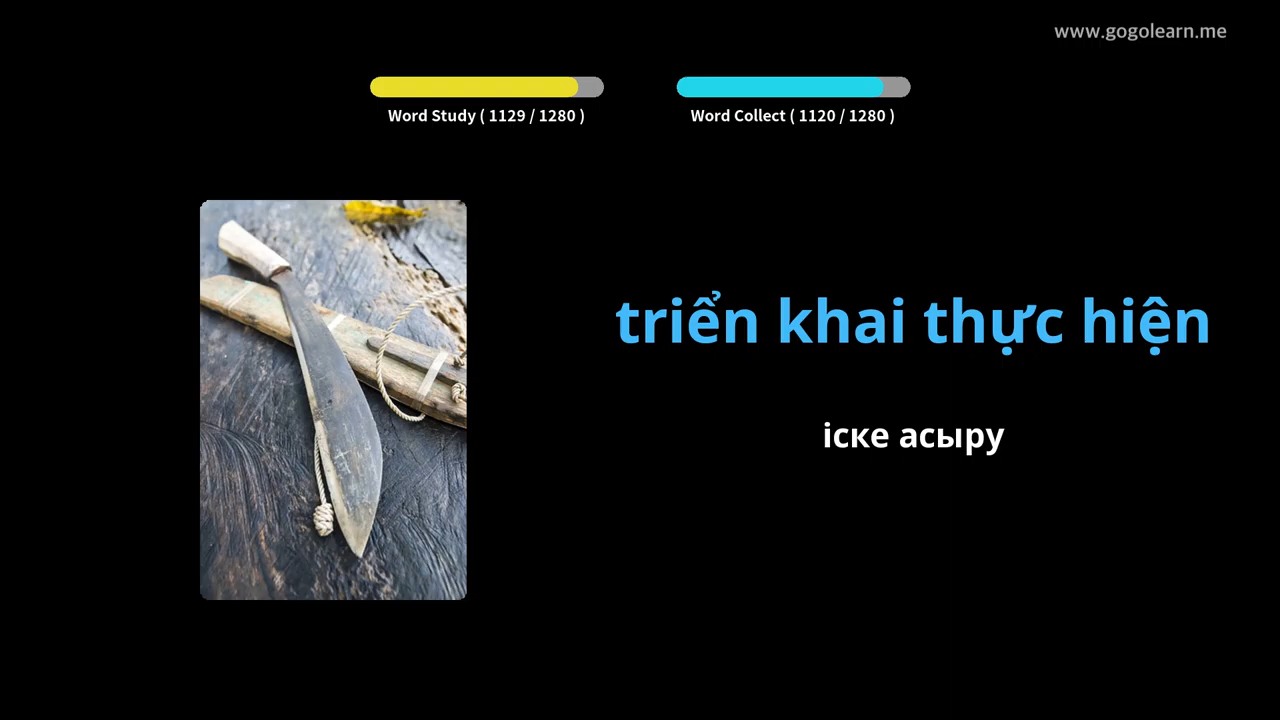 www.gogolearn.me
Word Study ( 1129 / 1280 )
Word Collect ( 1120 / 1280 )
triển khai thực hiện
іске асыру